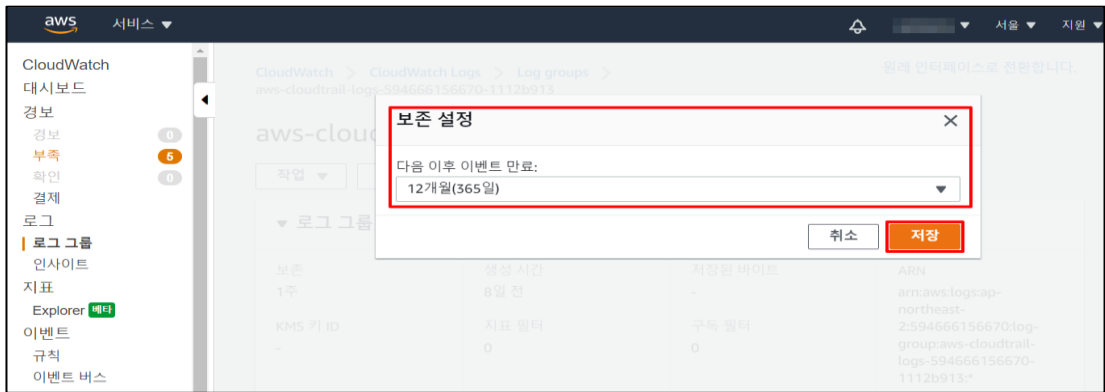 aws 서비스 ▼ 서울 ▼ 지원 ▼
CloudWatch
대시보드
경보
경보 0
부족 5
확인 0
결제
로그
로그 그룹
인사이트
지표
Explorer 베타
이벤트
규칙
이벤트 버스
CloudWatch > CloudWatch Logs > Log groups >
aws-cloudtrail-logs-594666156670-1112b913
원래 인터페이스로 전환합니다.
aws-clou
작업 ▼
보존 설정 ×
다음 이후 이벤트 만료:
12개월(365일) ▼
취소 저장
▼ 로그 그룹
보존
1주
KMS 키 ID
-
생성 시간
8일 전
지표 필터
0
저장된 바이트
-
구독 필터
0
ARN
arn:aws:logs:ap-
northeast-
2:594666156670:log-
group:aws-cloudtrail-
logs-594666156670-
1112b913:*